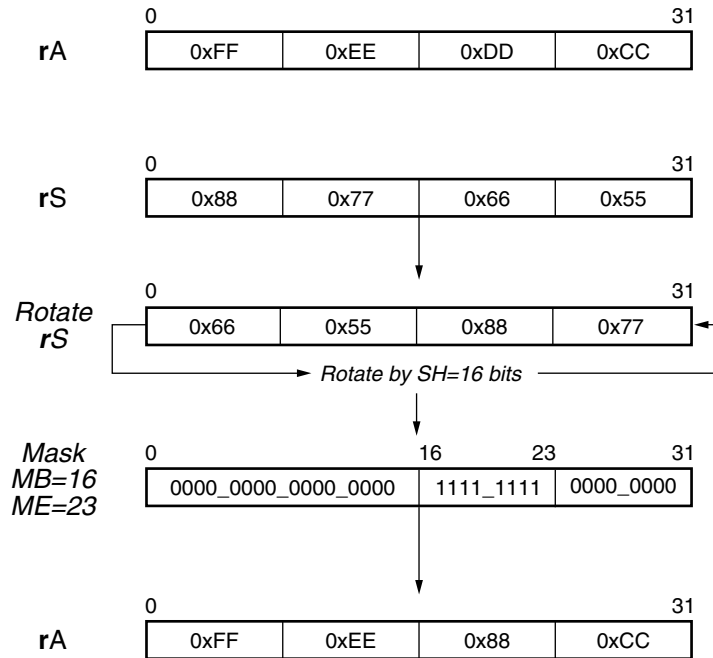 0 31
rA 0xFF 0xEE 0xDD 0xCC
0 31
rS 0x88 0x77 0x66 0x55
0 31
Rotate
rS 0x66 0x55 0x88 0x77
Rotate by SH=16 bits
Mask 0 16 23 31
MB=16 0000_0000_0000_0000 1111_1111 0000_0000
ME=23
0 31
rA 0xFF 0xEE 0x88 0xCC